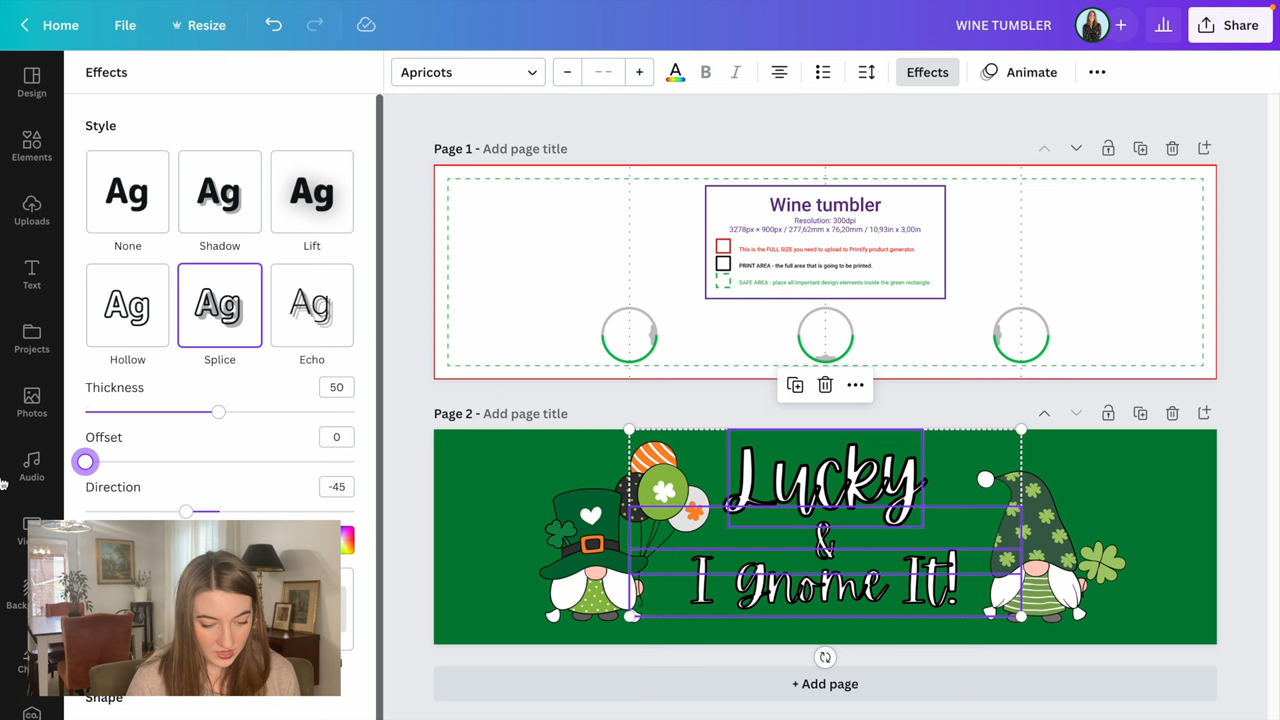 Home
File
Resize
WINE TUMBLER
+
Share
Design
Elements
Uploads
Text
Projects
Photos
Audio
Effects
Style
Ag
Ag
Ag
None
Shadow
Lift
Ag
Ag
Ag
Hollow
Splice
Echo
Thickness
50
Offset
0
Direction
-45
Shape
co.
Apricots
− -- +
A
B
I
Effects
Animate
Page 1 - Add page title
Wine tumbler
Resolution: 300dpi
3278px × 900px / 277,62mm x 76,20mm / 10,93in x 3,00in
This is the FULL SIZE you need to upload to Printify product generator.
PRINT AREA - the full area that is going to be printed.
SAFE AREA - place all important design elements inside the green rectangle.
Page 2 - Add page title
Lucky
&
I Gnome It!
+ Add page